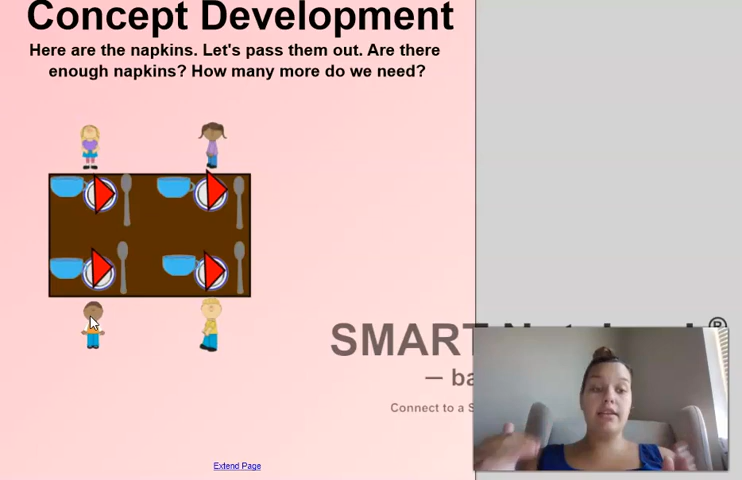 Concept Development
Here are the napkins. Let's pass them out. Are there
enough napkins? How many more do we need?
SMART
®
— ba
Connect to a S
Extend Page